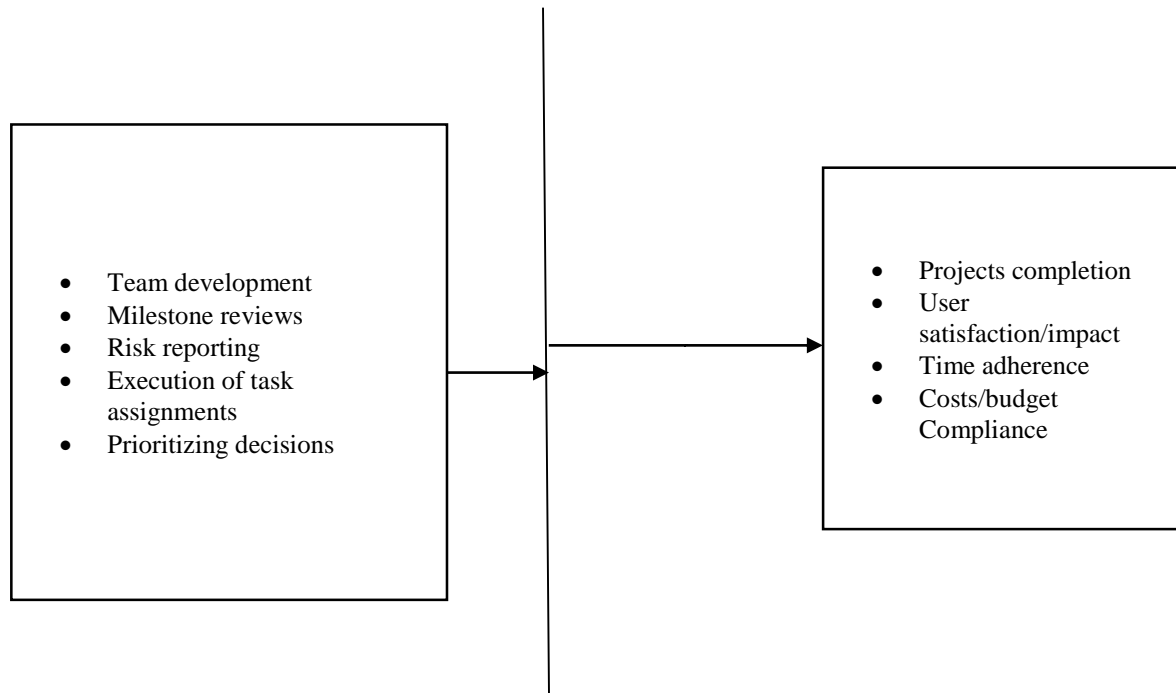 • Team development
• Milestone reviews
• Risk reporting
• Execution of task
assignments
• Prioritizing decisions
• Projects completion
• User
satisfaction/impact
• Time adherence
• Costs/budget
Compliance